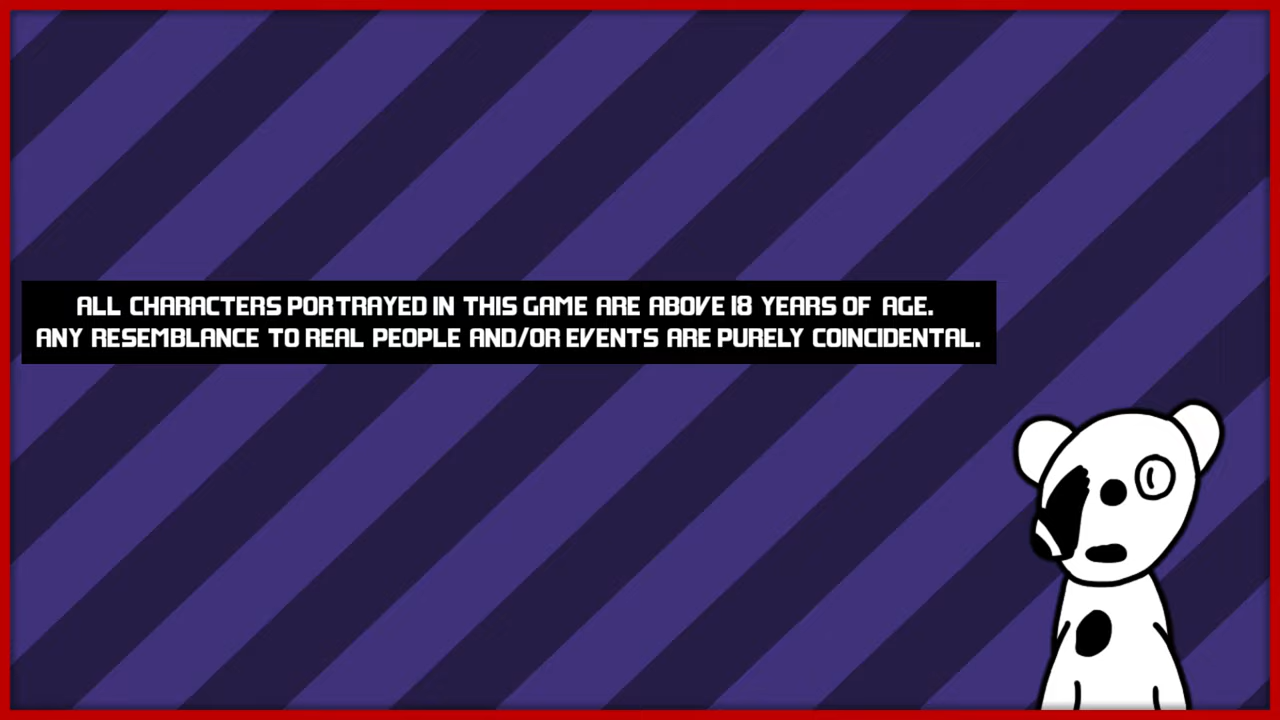 ALL CHARACTERS PORTRAYED IN THIS GAME ARE ABOVE 18 YEARS OF AGE.
ANY RESEMBLANCE TO REAL PEOPLE AND/OR EVENTS ARE PURELY COINCIDENTAL.